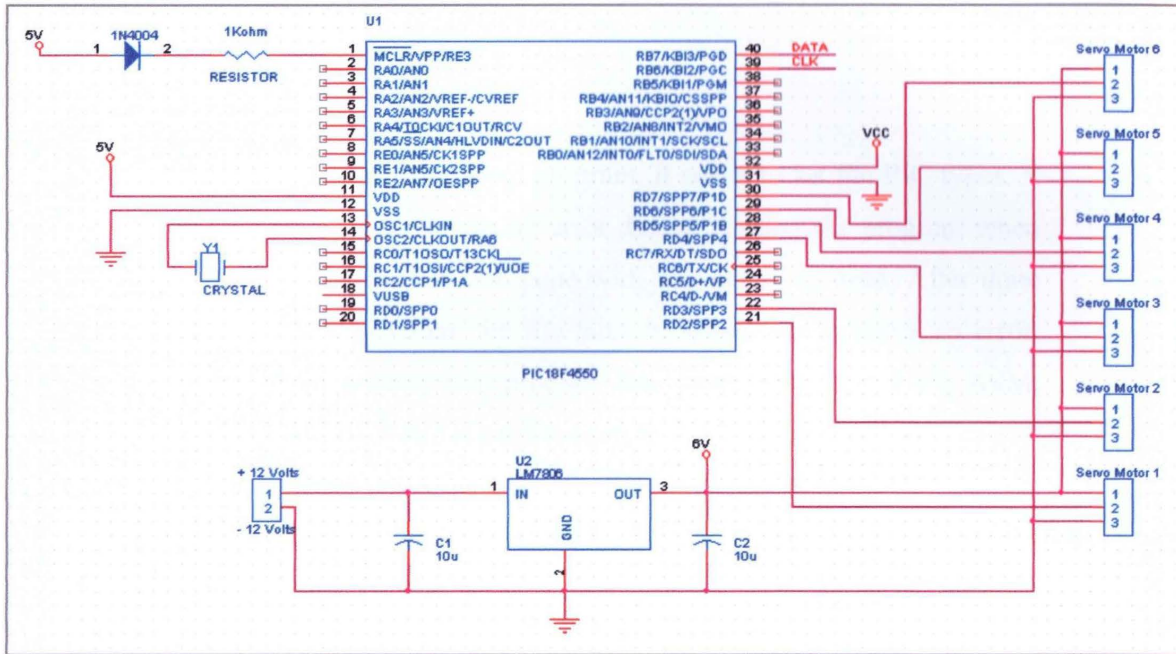 5V
1 1N4004 2
1Kohm
RESISTOR
U1
1 MCLR/VPP/RE3
2 RA0/AN0
3 RA1/AN1
4 RA2/AN2/VREF-/CVREF
5 RA3/AN3/VREF+
6 RA4/T0CKI/C1OUT/RCV
7 RA5/SS/AN4/HLVDIN/C2OUT
8 RE0/AN5/CK1SPP
9 RE1/AN5/CK2SPP
10 RE2/AN7/OESPP
11 VDD
12 VSS
13 OSC1/CLKIN
14 OSC2/CLKOUT/RA6
15 RC0/T1OSO/T13CKI
16 RC1/T1OSI/CCP2(1)/UOE
17 RC2/CCP1/P1A
18 VUSB
19 RD0/SPP0
20 RD1/SPP1
RB7/KBI3/PGD 40 DATA
RB6/KBI2/PGC 39 CLK
RB5/KBI1/PGM 38
RB4/AN11/KBI0/CSSPP 37
RB3/AN9/CCP2(1)/VPO 36
RB2/AN8/INT2/VMO 35
RB1/AN10/INT1/SCK/SCL 34
RB0/AN12/INT0/FLT0/SDI/SDA 33
VDD 32
VSS 31
RD7/SPP7/P1D 30
RD6/SPP6/P1C 29
RD5/SPP5/P1B 28
RD4/SPP4 27
RC7/RX/DT/SDO 26
RC6/TX/CK 25
RC5/D+/VP 24
RC4/D-/VM 23
RD3/SPP3 22
RD2/SPP2 21
PIC18F4550
5V
Y1
CRYSTAL
VCC
Servo Motor 6
1
2
3
Servo Motor 5
1
2
3
Servo Motor 4
1
2
3
Servo Motor 3
1
2
3
Servo Motor 2
1
2
3
Servo Motor 1
1
2
3
+ 12 Volts
1
2
- 12 Volts
C1
10u
U2
LM7806
1 IN OUT 3
GND
2
6V
C2
10u